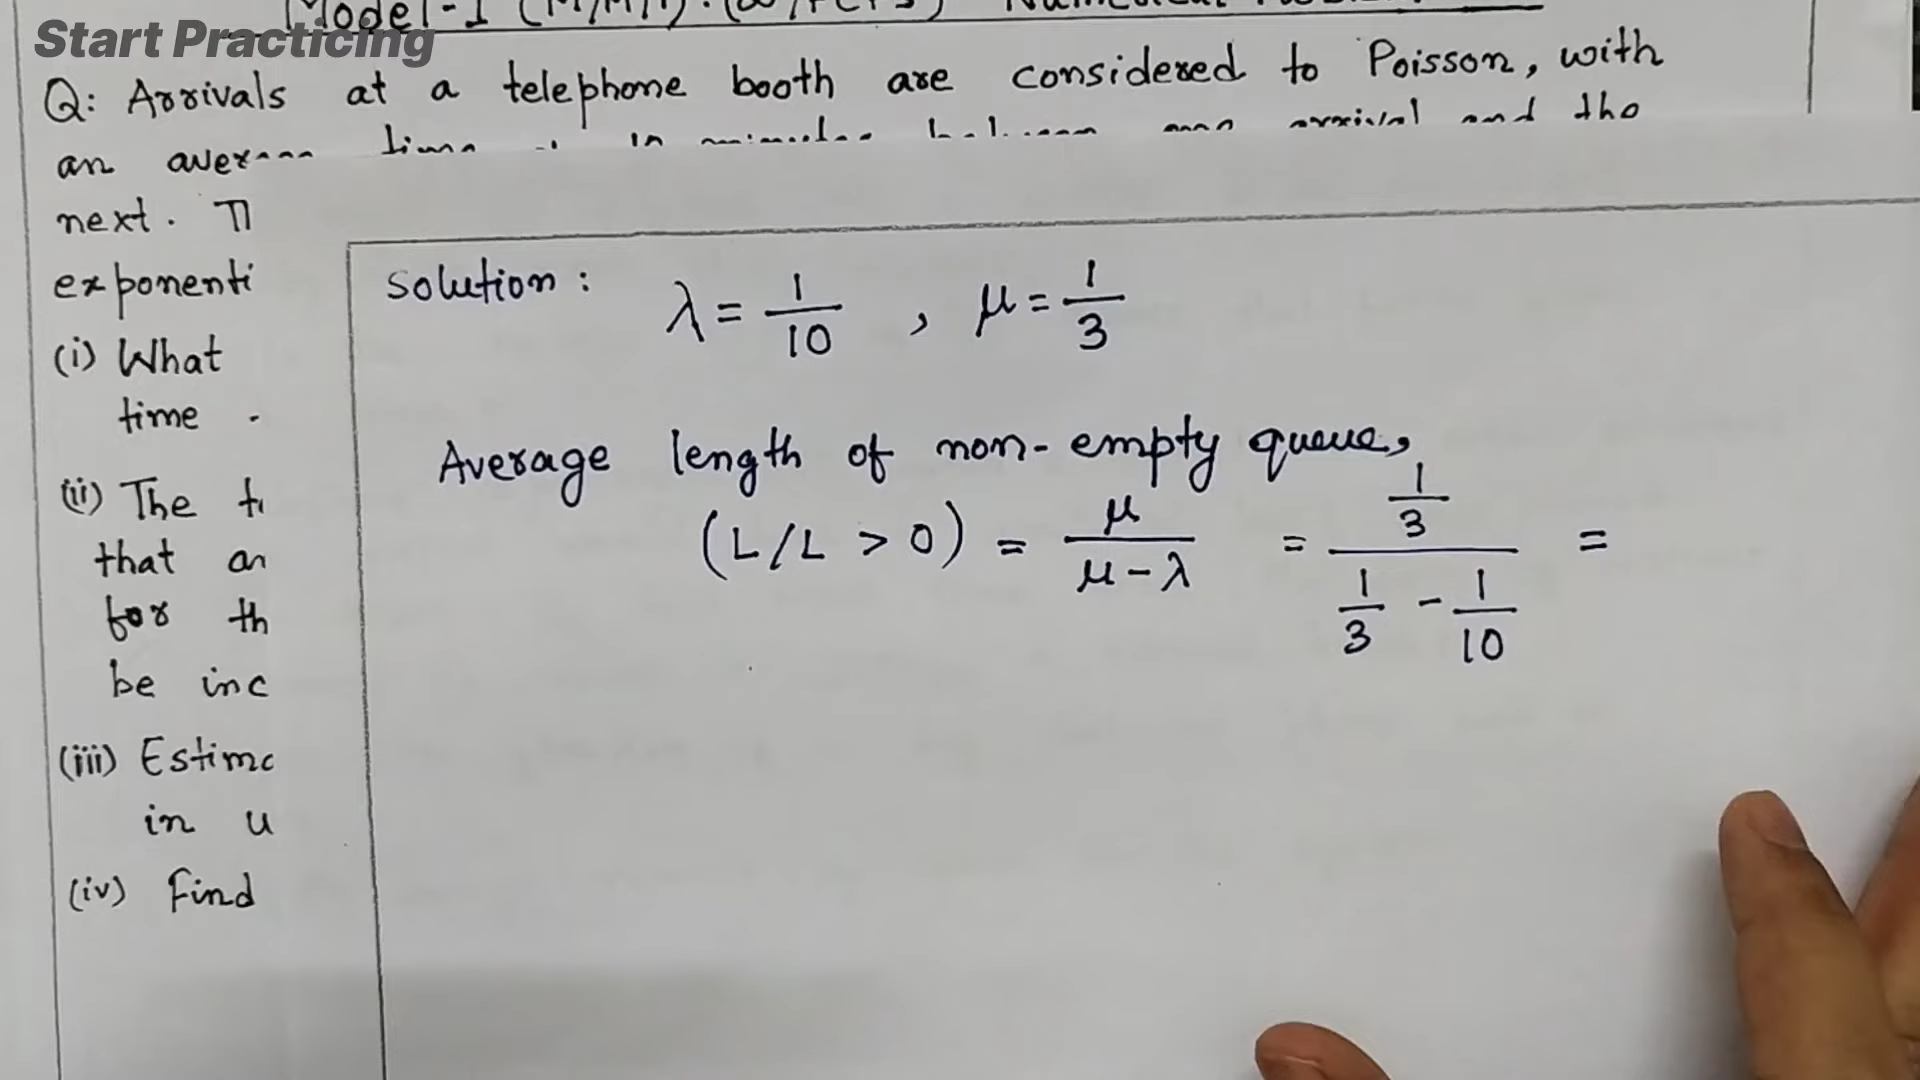 Start Practicing
Q: Arrivals at a telephone booth are considered to Poisson, with
an
next.
exponenti
(i) What
time
(ii) The
that an
for th
be inc
(iii) Estima
in u
(iv) Find
Solution: λ = 1/10 , μ = 1/3
Average length of non-empty queue,
(L/L > 0) = μ/(μ-λ) = (1/3)/(1/3 - 1/10) =